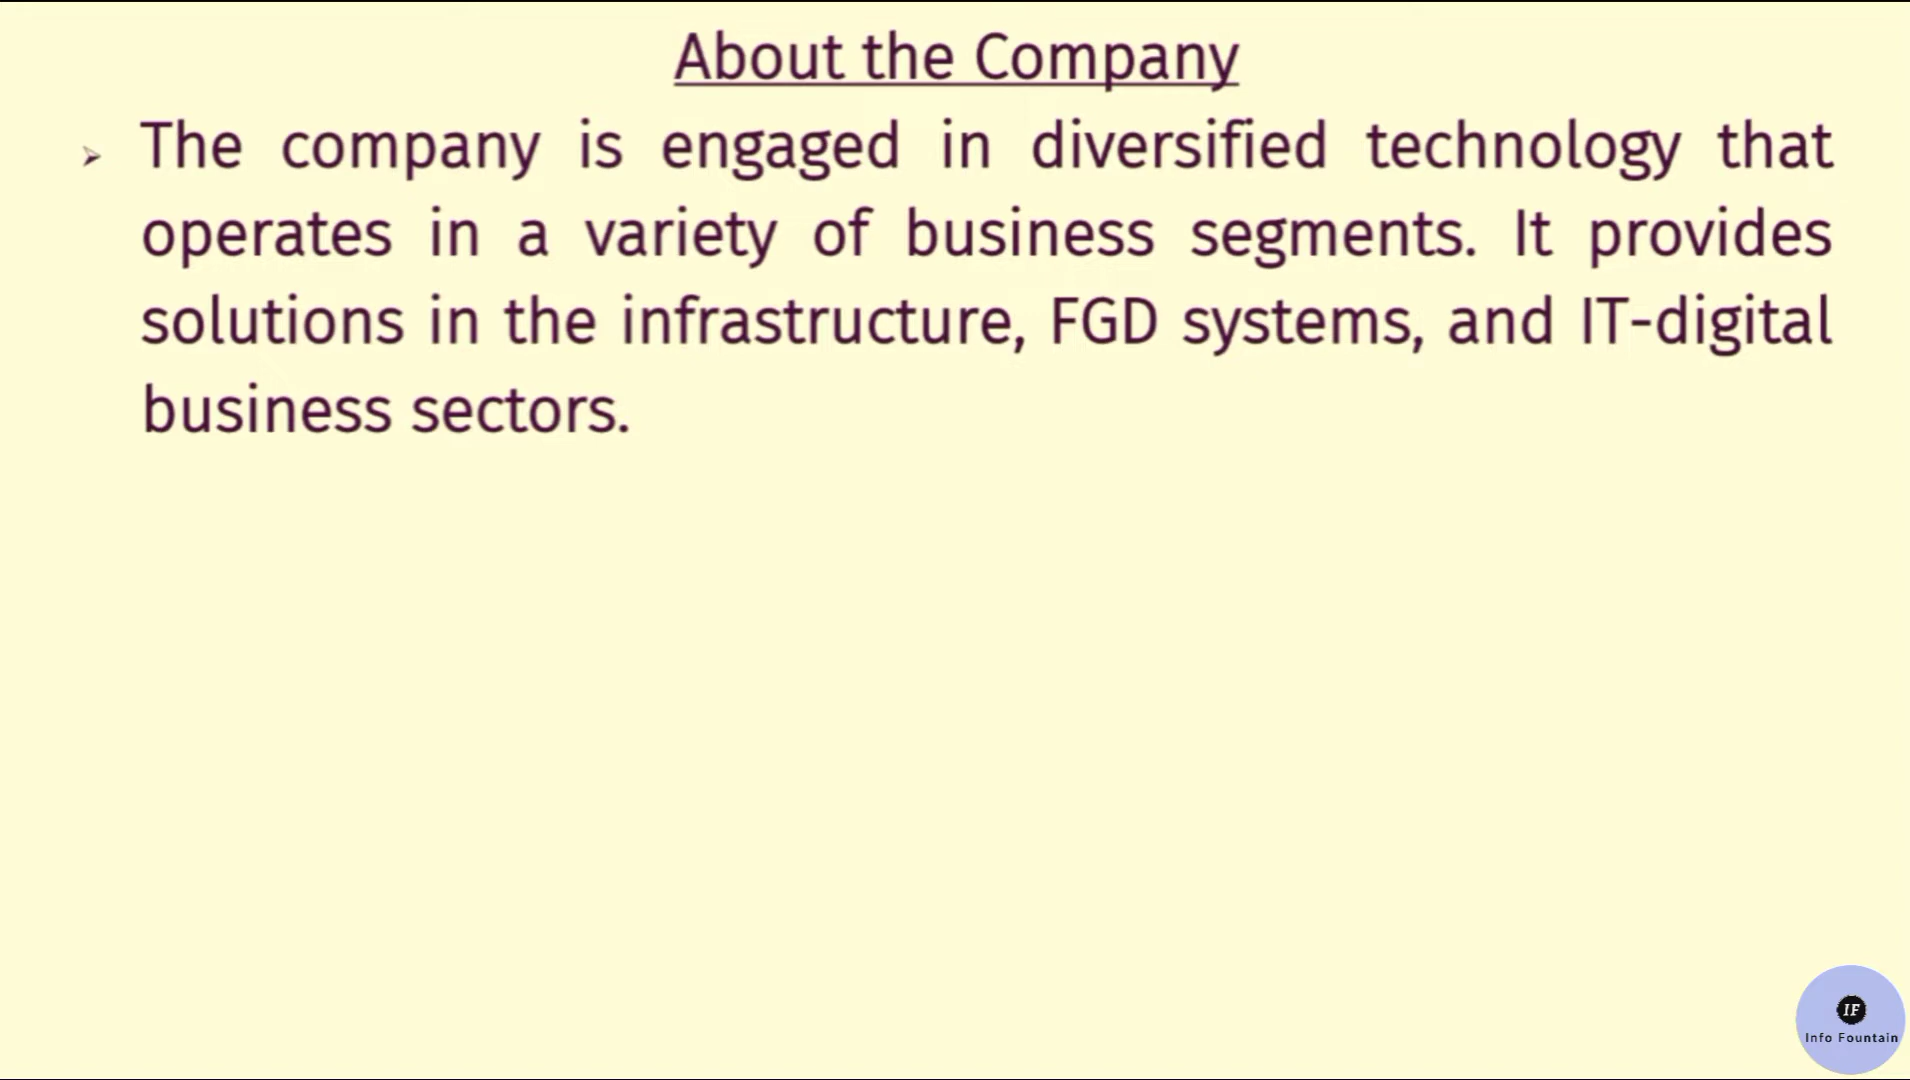 About the Company
➢ The company is engaged in diversified technology that
operates in a variety of business segments. It provides
solutions in the infrastructure, FGD systems, and IT-digital
business sectors.
IF
Info Fountain